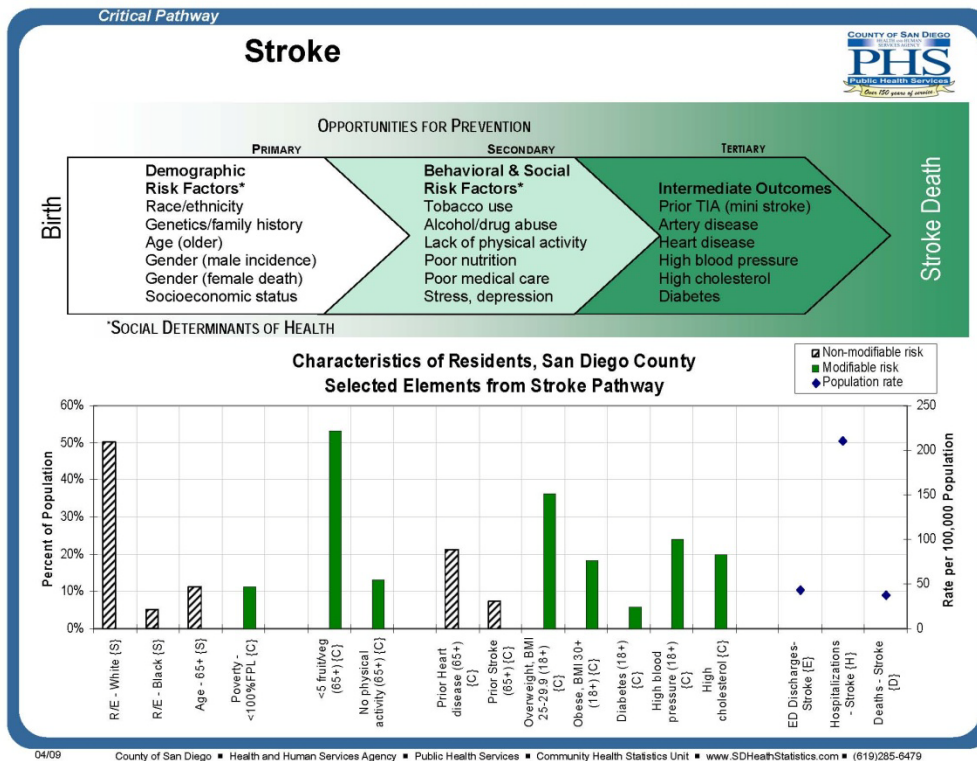 Critical Pathway
Stroke
COUNTY OF SAN DIEGO
HEALTH AND HUMAN
SERVICES AGENCY
PHS
Public Health Services
Over 150 years of service
OPPORTUNITIES FOR PREVENTION
PRIMARY
SECONDARY
TERTIARY
Birth
Demographic
Risk Factors*
Race/ethnicity
Genetics/family history
Age (older)
Gender (male incidence)
Gender (female death)
Socioeconomic status
Behavioral & Social
Risk Factors*
Tobacco use
Alcohol/drug abuse
Lack of physical activity
Poor nutrition
Poor medical care
Stress, depression
Intermediate Outcomes
Prior TIA (mini stroke)
Artery disease
Heart disease
High blood pressure
High cholesterol
Diabetes
Stroke Death
*SOCIAL DETERMINANTS OF HEALTH
Characteristics of Residents, San Diego County
Selected Elements from Stroke Pathway
Non-modifiable risk
Modifiable risk
Population rate
Percent of Population
60%
50%
40%
30%
20%
10%
0%
250
200
150
100
50
0
Rate per 100,000 Population
R/E - White {S}
R/E - Black {S}
Age - 65+ {S}
Poverty -
<100%FPL {C}
<5 fruit/veg
(65+) {C}
No physical
activity (65+) {C}
Prior Heart
disease (65+)
{C}
Prior Stroke
(65+) {C}
Overweight, BMI
25-29.9 (18+)
{C}
Obese, BMI 30+
(18+) {C}
Diabetes (18+)
{C}
High blood
pressure (18+)
{C}
High
cholesterol {C}
ED Discharges-
Stroke {E}
Hospitalizations
- Stroke {H}
Deaths - Stroke
{D}
04/09
County of San Diego ■ Health and Human Services Agency ■ Public Health Services ■ Community Health Statistics Unit ■ www.SDHeathStatistics.com ■ (619)285-6479